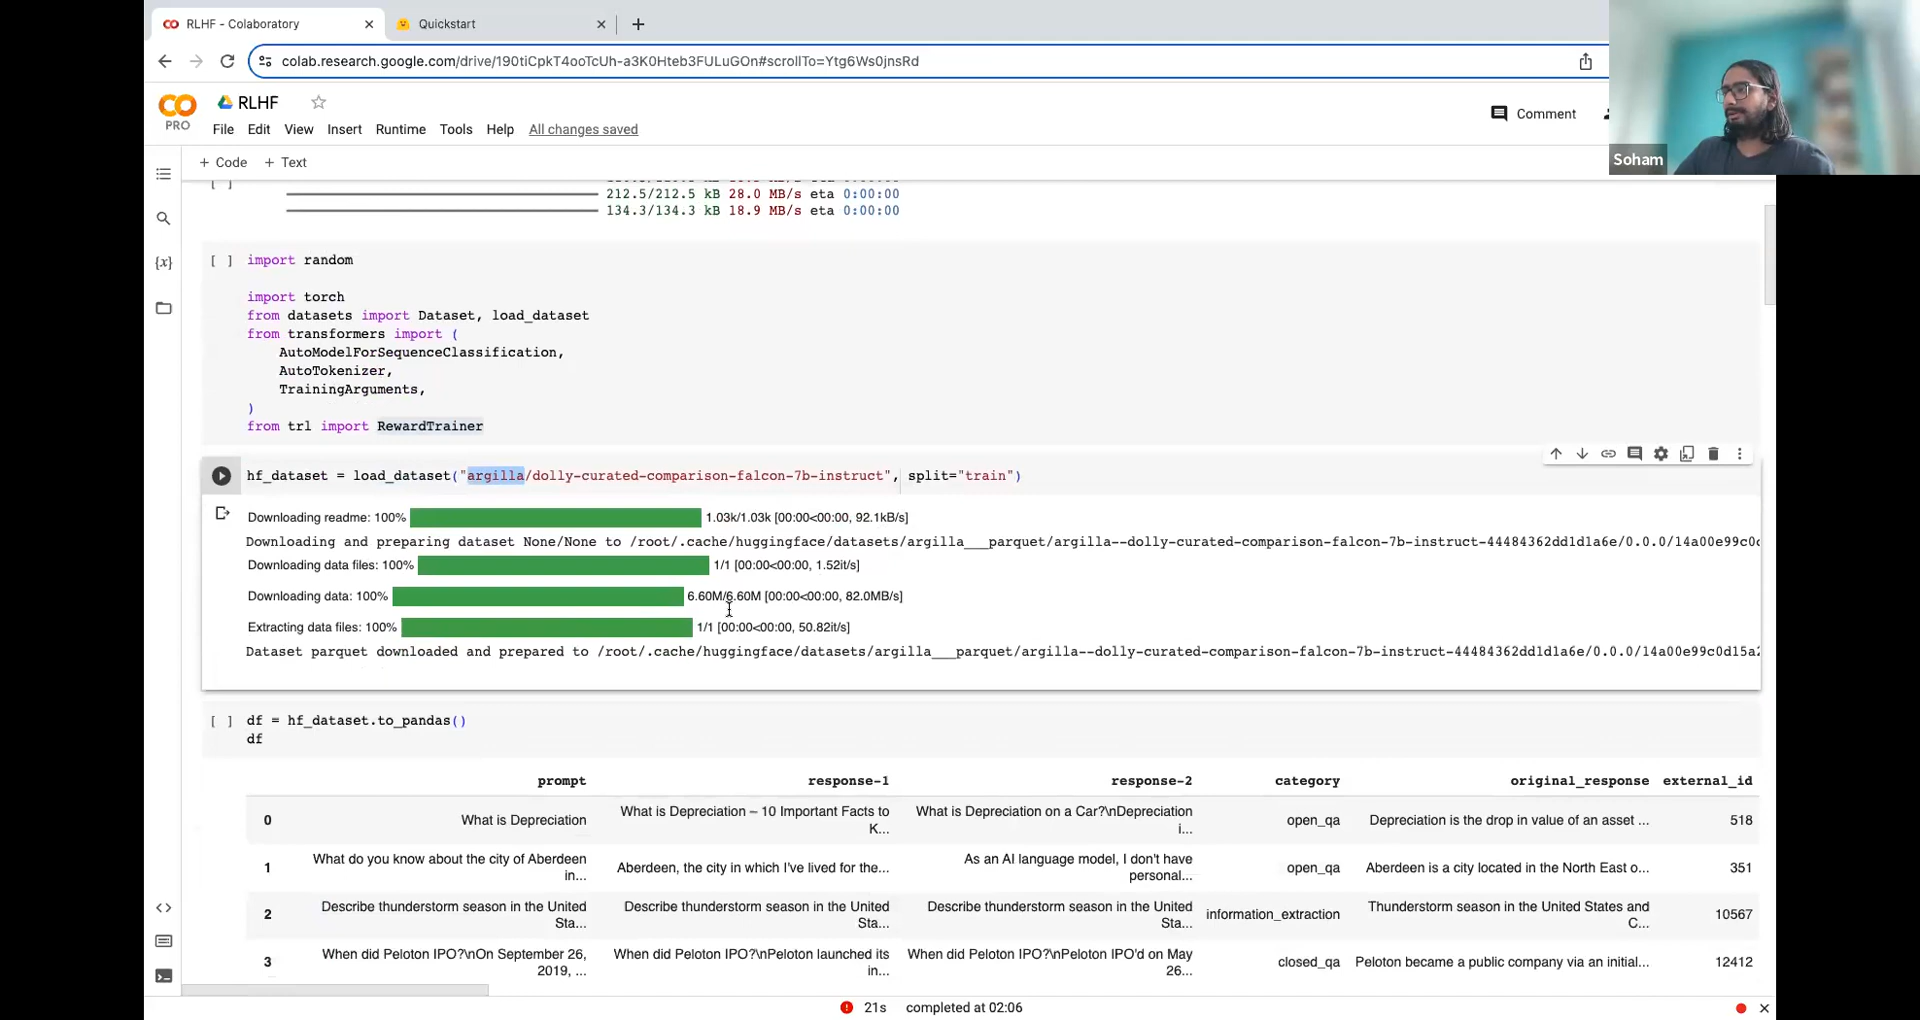 RLHF - Colaboratory
Quickstart
colab.research.google.com/drive/190tiCpkT4ooTcUh-a3K0Hteb3FULuGOn#scrollTo=Ytg6Ws0jnsRd
PRO
RLHF
File Edit View Insert Runtime Tools Help All changes saved
Comment
Soham
+ Code + Text
[ ]
212.5/212.5 kB 28.0 MB/s eta 0:00:00
134.3/134.3 kB 18.9 MB/s eta 0:00:00
[ ] import random
import torch
from datasets import Dataset, load_dataset
from transformers import (
AutoModelForSequenceClassification,
AutoTokenizer,
TrainingArguments,
)
from trl import RewardTrainer
hf_dataset = load_dataset("argilla/dolly-curated-comparison-falcon-7b-instruct", split="train")
Downloading readme: 100% 1.03k/1.03k [00:00<00:00, 92.1kB/s]
Downloading and preparing dataset None/None to /root/.cache/huggingface/datasets/argilla___parquet/argilla--dolly-curated-comparison-falcon-7b-instruct-44484362dd1d1a6e/0.0.0/14a00e99c0
Downloading data files: 100% 1/1 [00:00<00:00, 1.52it/s]
Downloading data: 100% 6.60M/6.60M [00:00<00:00, 82.0MB/s]
Extracting data files: 100% 1/1 [00:00<00:00, 50.82it/s]
Dataset parquet downloaded and prepared to /root/.cache/huggingface/datasets/argilla___parquet/argilla--dolly-curated-comparison-falcon-7b-instruct-44484362dd1d1a6e/0.0.0/14a00e99c0d15a2
[ ] df = hf_dataset.to_pandas()
df
prompt response-1 response-2 category original_response external_id
0 What is Depreciation What is Depreciation – 10 Important Facts to K... What is Depreciation on a Car?\nDepreciation i... open_qa Depreciation is the drop in value of an asset ... 518
1 What do you know about the city of Aberdeen in... Aberdeen, the city in which I've lived for the... As an AI language model, I don't have personal... open_qa Aberdeen is a city located in the North East o... 351
2 Describe thunderstorm season in the United Sta... Describe thunderstorm season in the United Sta... Describe thunderstorm season in the United Sta... information_extraction Thunderstorm season in the United States and C... 10567
3 When did Peloton IPO?\nOn September 26, 2019, ... When did Peloton IPO?\nPeloton launched its in... When did Peloton IPO?\nPeloton IPO'd on May 26... closed_qa Peloton became a public company via an initial... 12412
21s completed at 02:06